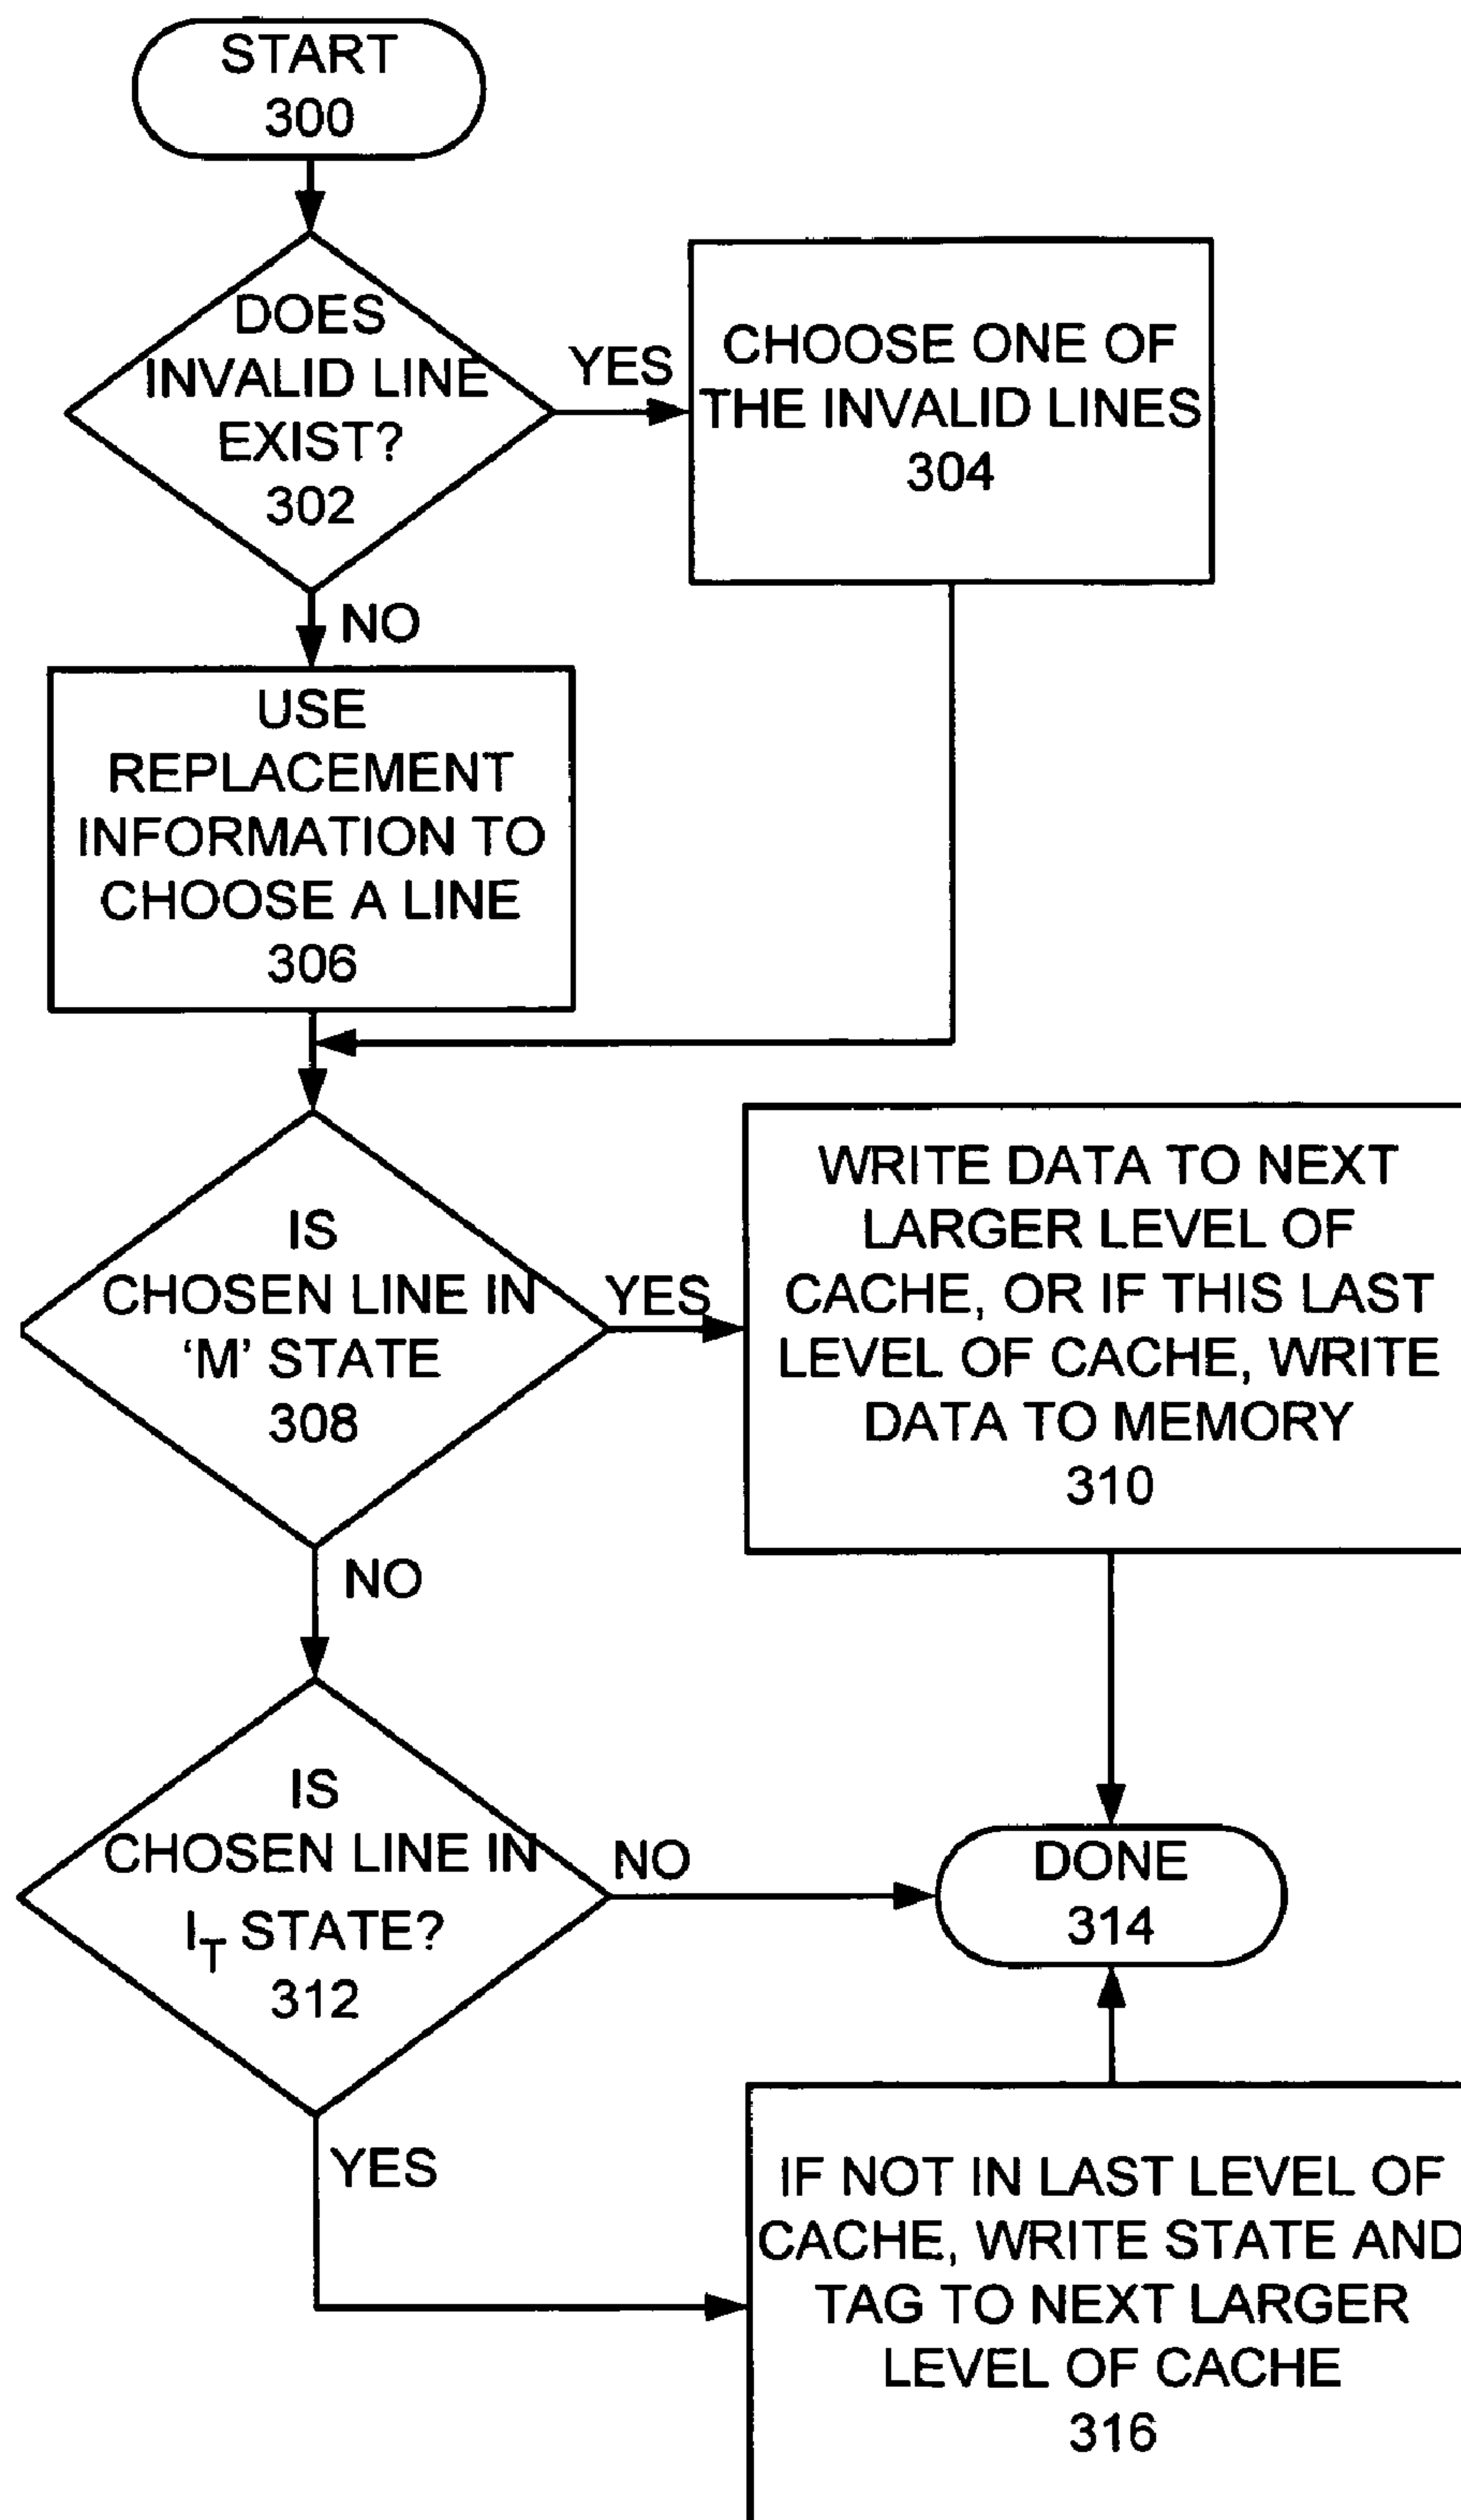 START
300
DOES
INVALID LINE
EXIST?
302
YES
CHOOSE ONE OF
THE INVALID LINES
304
NO
USE
REPLACEMENT
INFORMATION TO
CHOOSE A LINE
306
IS
CHOSEN LINE IN
‘M’ STATE
308
YES
WRITE DATA TO NEXT
LARGER LEVEL OF
CACHE, OR IF THIS LAST
LEVEL OF CACHE, WRITE
DATA TO MEMORY
310
NO
IS
CHOSEN LINE IN
I_T STATE?
312
NO
DONE
314
YES
IF NOT IN LAST LEVEL OF
CACHE, WRITE STATE AND
TAG TO NEXT LARGER
LEVEL OF CACHE
316